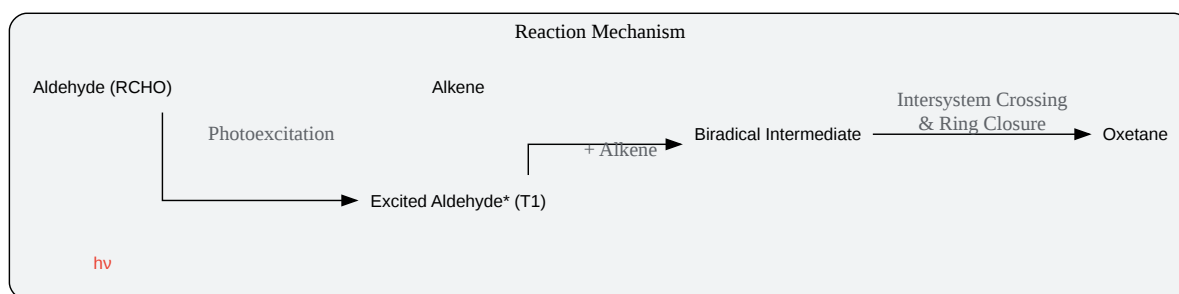 Reaction Mechanism
Aldehyde (RCHO)
Alkene
Photoexcitation
Intersystem Crossing
& Ring Closure
Biradical Intermediate
Oxetane
+ Alkene
Excited Aldehyde* (T1)
hν